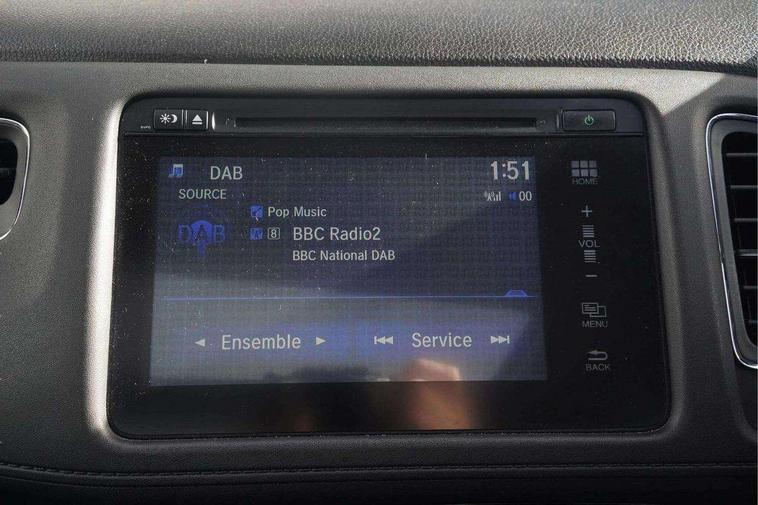 DAB
1:51
SOURCE
00
DAB
Pop Music
8
BBC Radio2
BBC National DAB
Ensemble
Service
HOME
+
VOL
−
MENU
BACK